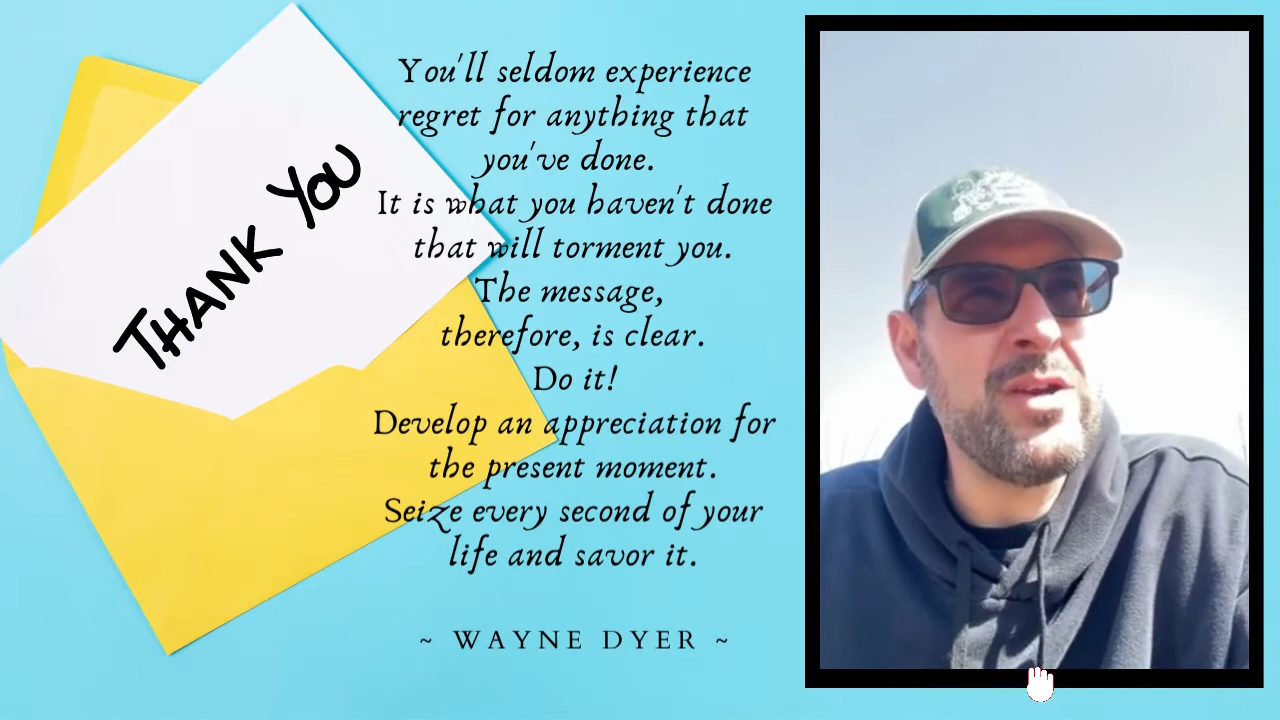 THANK YOU
You'll seldom experience
regret for anything that
you've done.
It is what you haven't done
that will torment you.
The message,
therefore, is clear.
Do it!
Develop an appreciation for
the present moment.
Seize every second of your
life and savor it.
~ WAYNE DYER ~